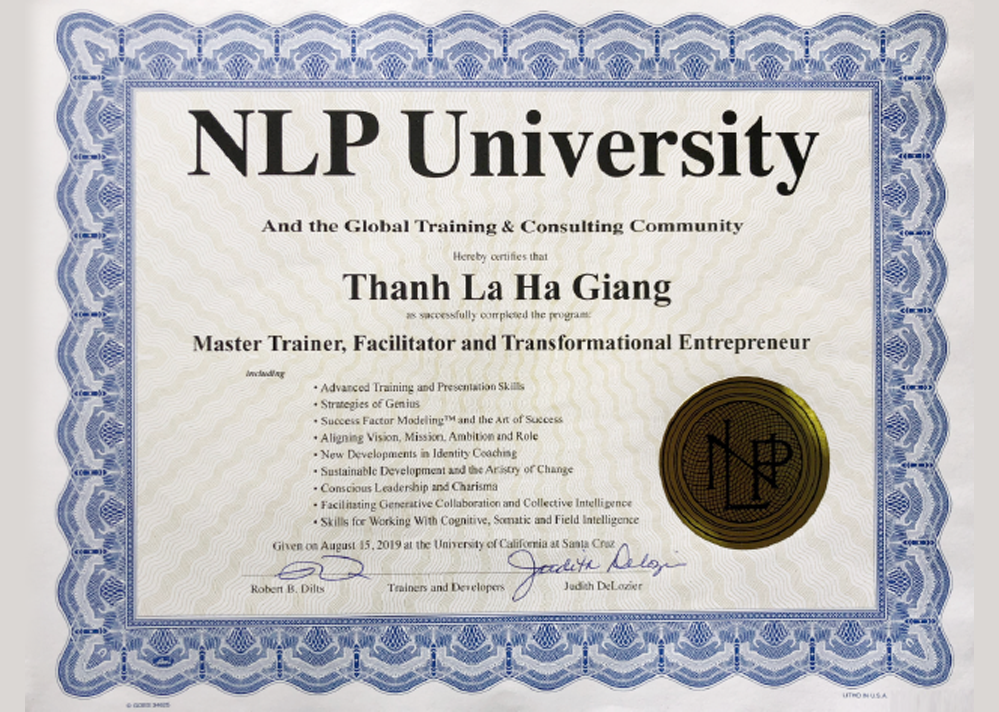 NLP University
And the Global Training & Consulting Community
Hereby certifies that
Thanh La Ha Giang
as successfully completed the program:
Master Trainer, Facilitator and Transformational Entrepreneur
including
• Advanced Training and Presentation Skills
• Strategies of Genius
• Success Factor Modeling™ and the Art of Success
• Aligning Vision, Mission, Ambition and Role
• New Developments in Identity Coaching
• Sustainable Development and the Artistry of Change
• Conscious Leadership and Charisma
• Facilitating Generative Collaboration and Collective Intelligence
• Skills for Working With Cognitive, Somatic and Field Intelligence
NLP
Given on August 15, 2019 at the University of California at Santa Cruz
Judith Delozier
Robert B. Dilts Trainers and Developers Judith DeLozier
LITHO IN U.S.A.